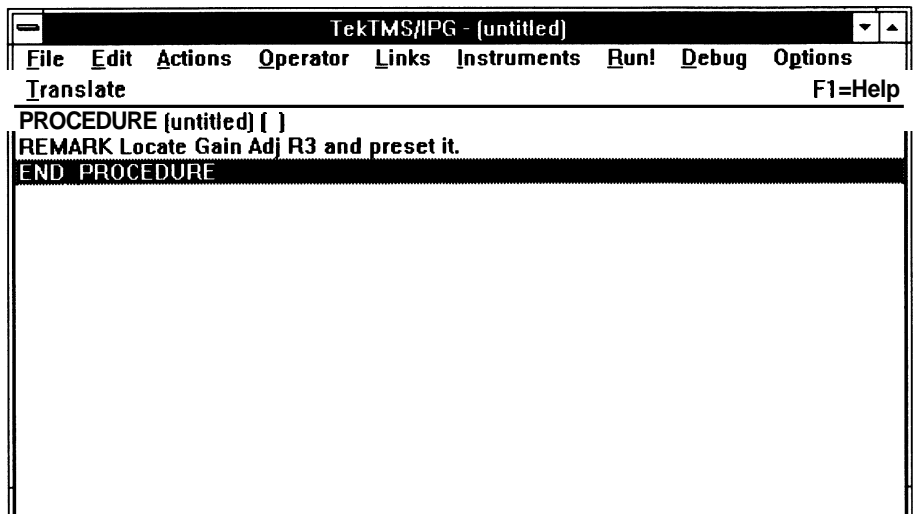 TekTMS/IPG - (untitled)
File Edit Actions Operator Links Instruments Run! Debug Options
Translate F1=Help
PROCEDURE (untitled) ( )
REMARK Locate Gain Adj R3 and preset it.
END PROCEDURE